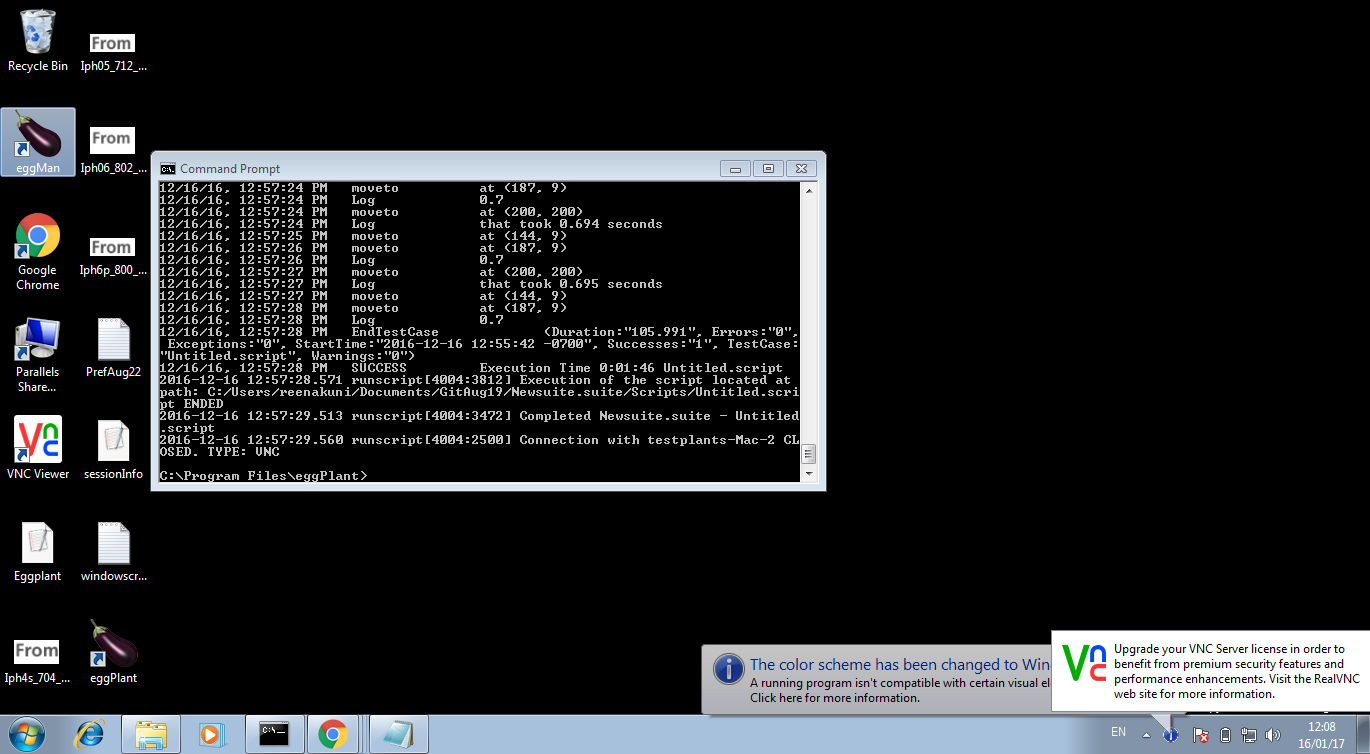 Recycle Bin
From
Iph05_712_...
eggMan
From
Iph06_802_...
Google
Chrome
From
Iph6p_800_...
Parallels
Share...
PrefAug22
VNC Viewer
sessionInfo
Eggplant
windowscr...
From
Iph4s_704_...
eggPlant
Command Prompt
12/16/16, 12:57:24 PM moveto at (187, 9)
12/16/16, 12:57:24 PM Log 0.7
12/16/16, 12:57:24 PM moveto at (200, 200)
12/16/16, 12:57:24 PM Log that took 0.694 seconds
12/16/16, 12:57:25 PM moveto at (144, 9)
12/16/16, 12:57:26 PM moveto at (187, 9)
12/16/16, 12:57:26 PM Log 0.7
12/16/16, 12:57:27 PM moveto at (200, 200)
12/16/16, 12:57:27 PM Log that took 0.695 seconds
12/16/16, 12:57:27 PM moveto at (144, 9)
12/16/16, 12:57:28 PM moveto at (187, 9)
12/16/16, 12:57:28 PM Log 0.7
12/16/16, 12:57:28 PM EndTestCase (Duration:"105.991", Errors:"0",
Exceptions:"0", StartTime:"2016-12-16 12:55:42 -0700", Successes:"1", TestCase:
"Untitled.script", Warnings:"0")
12/16/16, 12:57:28 PM SUCCESS Execution Time 0:01:46 Untitled.script
2016-12-16 12:57:28.571 runscript[4004:3812] Execution of the script located at
path: C:/Users/reenakuni/Documents/GitAug19/Newsuite.suite/Scripts/Untitled.scri
pt ENDED
2016-12-16 12:57:29.513 runscript[4004:3472] Completed Newsuite.suite - Untitled
.script
2016-12-16 12:57:29.560 runscript[4004:2500] Connection with testplants-Mac-2 CL
OSED. TYPE: VNC
C:\Program Files\eggPlant>
The color scheme has been changed to Win
A running program isn't compatible with certain visual el
Click here for more information.
VNC
Upgrade your VNC Server license in order to
benefit from premium security features and
performance enhancements. Visit the RealVNC
web site for more information.
EN
12:08
16/01/17